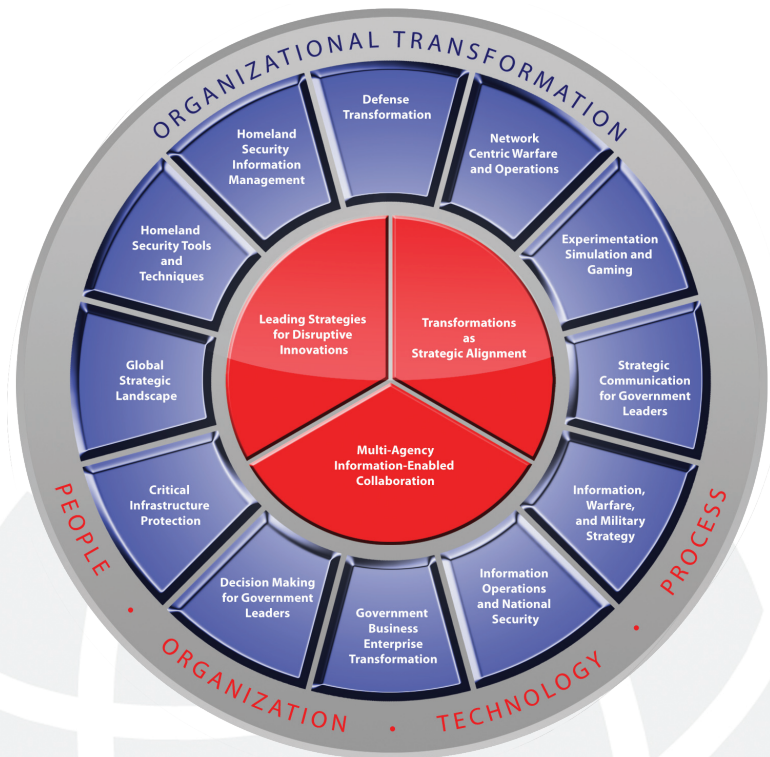 ORGANIZATIONAL TRANSFORMATION
Defense
Transformation
Network
Centric Warfare
and Operations
Experimentation
Simulation and
Gaming
Strategic
Communication
for Government
Leaders
Information,
Warfare,
and Military
Strategy
Information
Operations
and National
Security
Government
Business
Enterprise
Transformation
Decision Making
for Government
Leaders
Critical
Infrastructure
Protection
Global
Strategic
Landscape
Homeland
Security Tools
and
Techniques
Homeland
Security
Information
Management
Leading Strategies
for Disruptive
Innovations
Transformations
as
Strategic Alignment
Multi-Agency
Information-Enabled
Collaboration
PEOPLE • ORGANIZATION • TECHNOLOGY • PROCESS